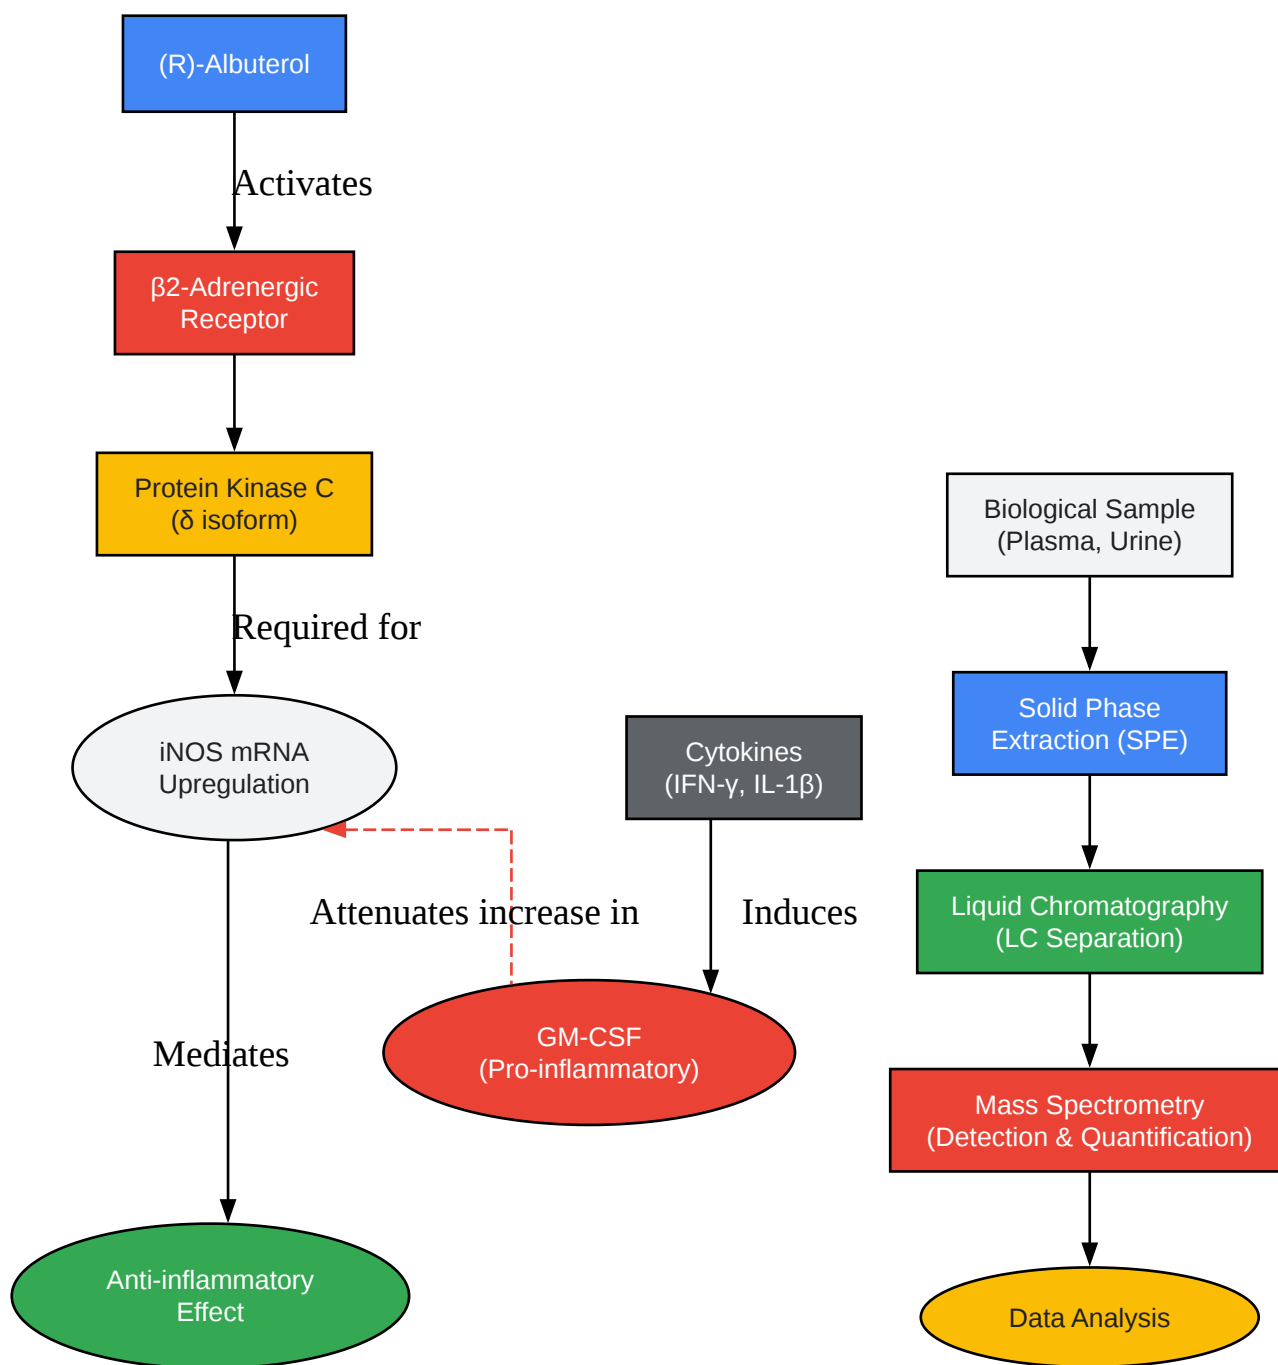 (R)-Albuterol
Activates
β2-Adrenergic
Receptor
Protein Kinase C
(δ isoform)
Required for
iNOS mRNA
Upregulation
Cytokines
(IFN-γ, IL-1β)
Attenuates increase in
Induces
GM-CSF
(Pro-inflammatory)
Mediates
Anti-inflammatory
Effect
Biological Sample
(Plasma, Urine)
Solid Phase
Extraction (SPE)
Liquid Chromatography
(LC Separation)
Mass Spectrometry
(Detection & Quantification)
Data Analysis